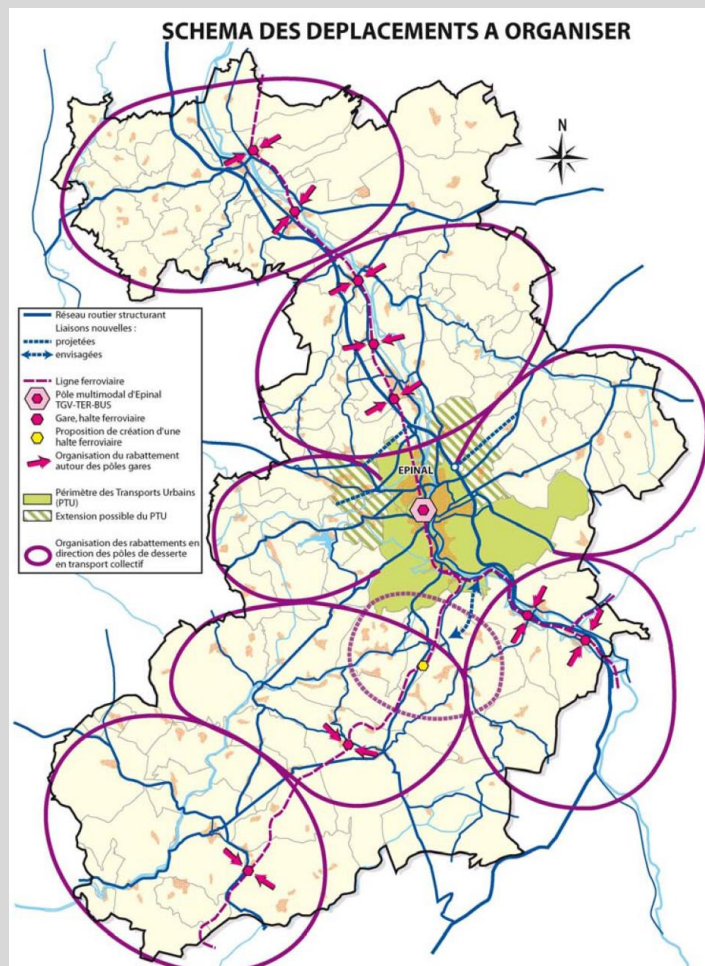 SCHEMA DES DEPLACEMENTS A ORGANISER
N
Réseau routier structurant
Liaisons nouvelles :
projetées
envisagées
Ligne ferroviaire
Pôle multimodal d'Epinal
TGV-TER-BUS
Gare, halte ferroviaire
Proposition de création d'une
halte ferroviaire
Organisation du rabattement
autour des pôles gares
Périmètre des Transports Urbains
(PTU)
Extension possible du PTU
Organisation des rabattements en
direction des pôles de desserte
en transport collectif
EPINAL